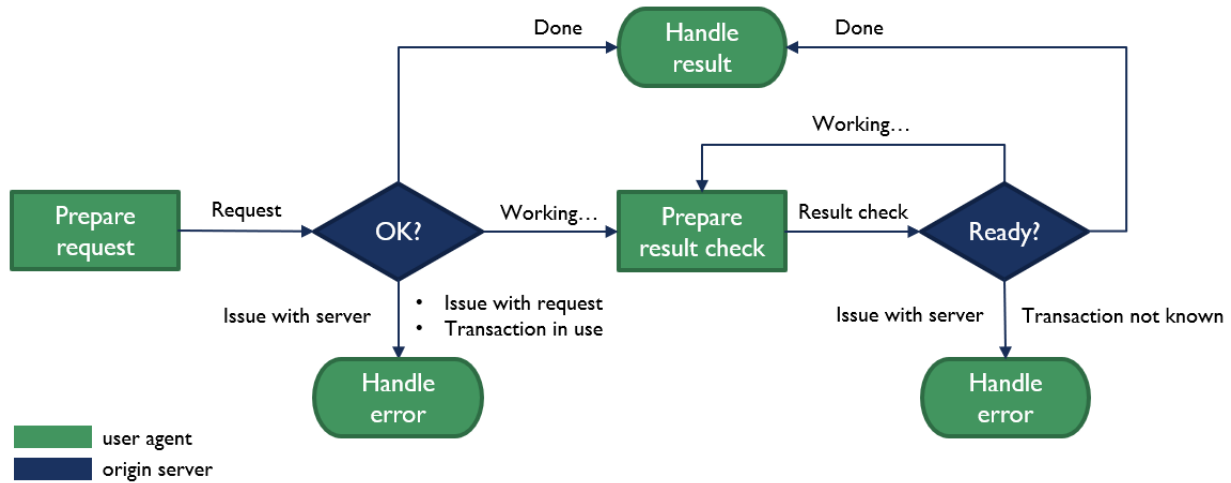 Done
Handle
result
Done
Working…
Prepare
request
Request
OK?
Working…
Prepare
result check
Result check
Ready?
Issue with server
• Issue with request
• Transaction in use
Issue with server
Transaction not known
Handle
error
Handle
error
user agent
origin server